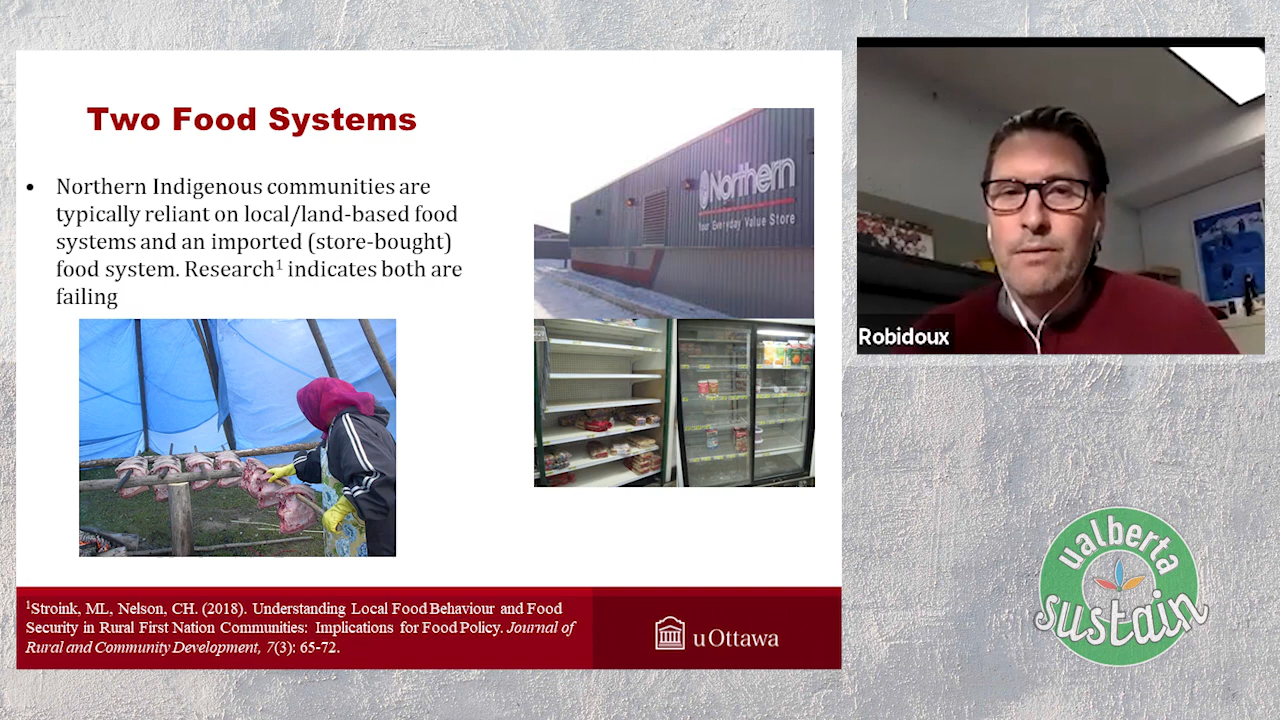 Two Food Systems
• Northern Indigenous communities are
typically reliant on local/land-based food
systems and an imported (store-bought)
food system. Research¹ indicates both are
failing
Northern
Your Everyday Value Store
¹Stroink, ML, Nelson, CH. (2018). Understanding Local Food Behaviour and Food
Security in Rural First Nation Communities: Implications for Food Policy. Journal of
Rural and Community Development, 7(3): 65-72.
uOttawa
Robidoux
ualberta
sustain